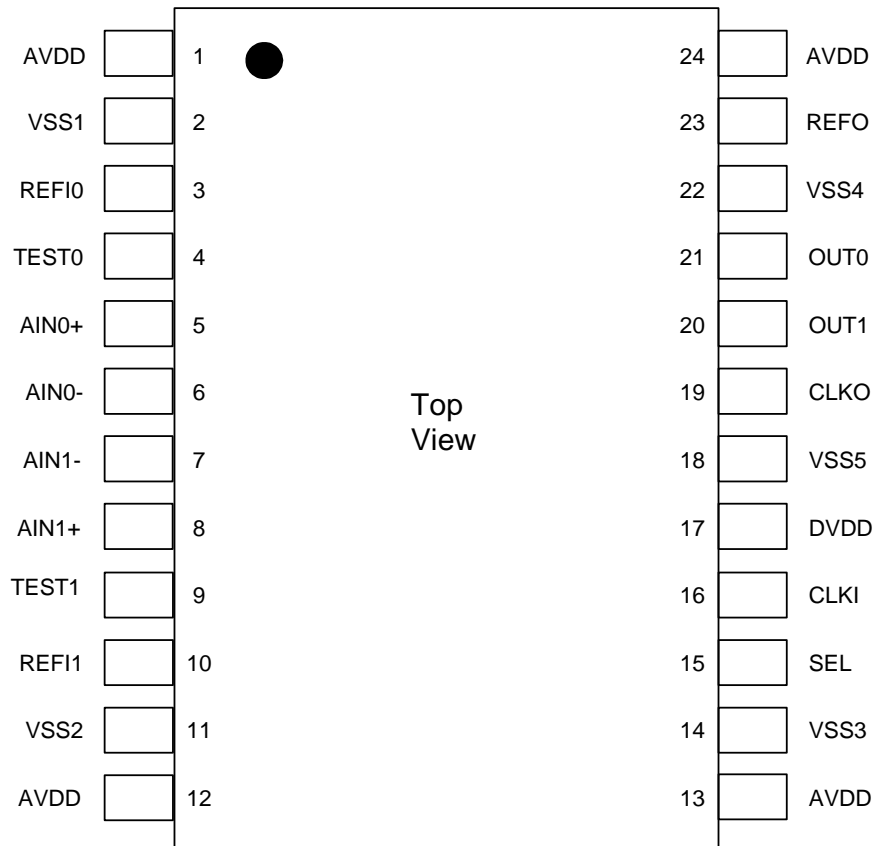 AVDD 1 24 AVDD
VSS1 2 23 REFO
REFI0 3 22 VSS4
TEST0 4 21 OUT0
AIN0+ 5 20 OUT1
AIN0- 6 19 CLKO
Top
View
AIN1- 7 18 VSS5
AIN1+ 8 17 DVDD
TEST1 9 16 CLKI
REFI1 10 15 SEL
VSS2 11 14 VSS3
AVDD 12 13 AVDD